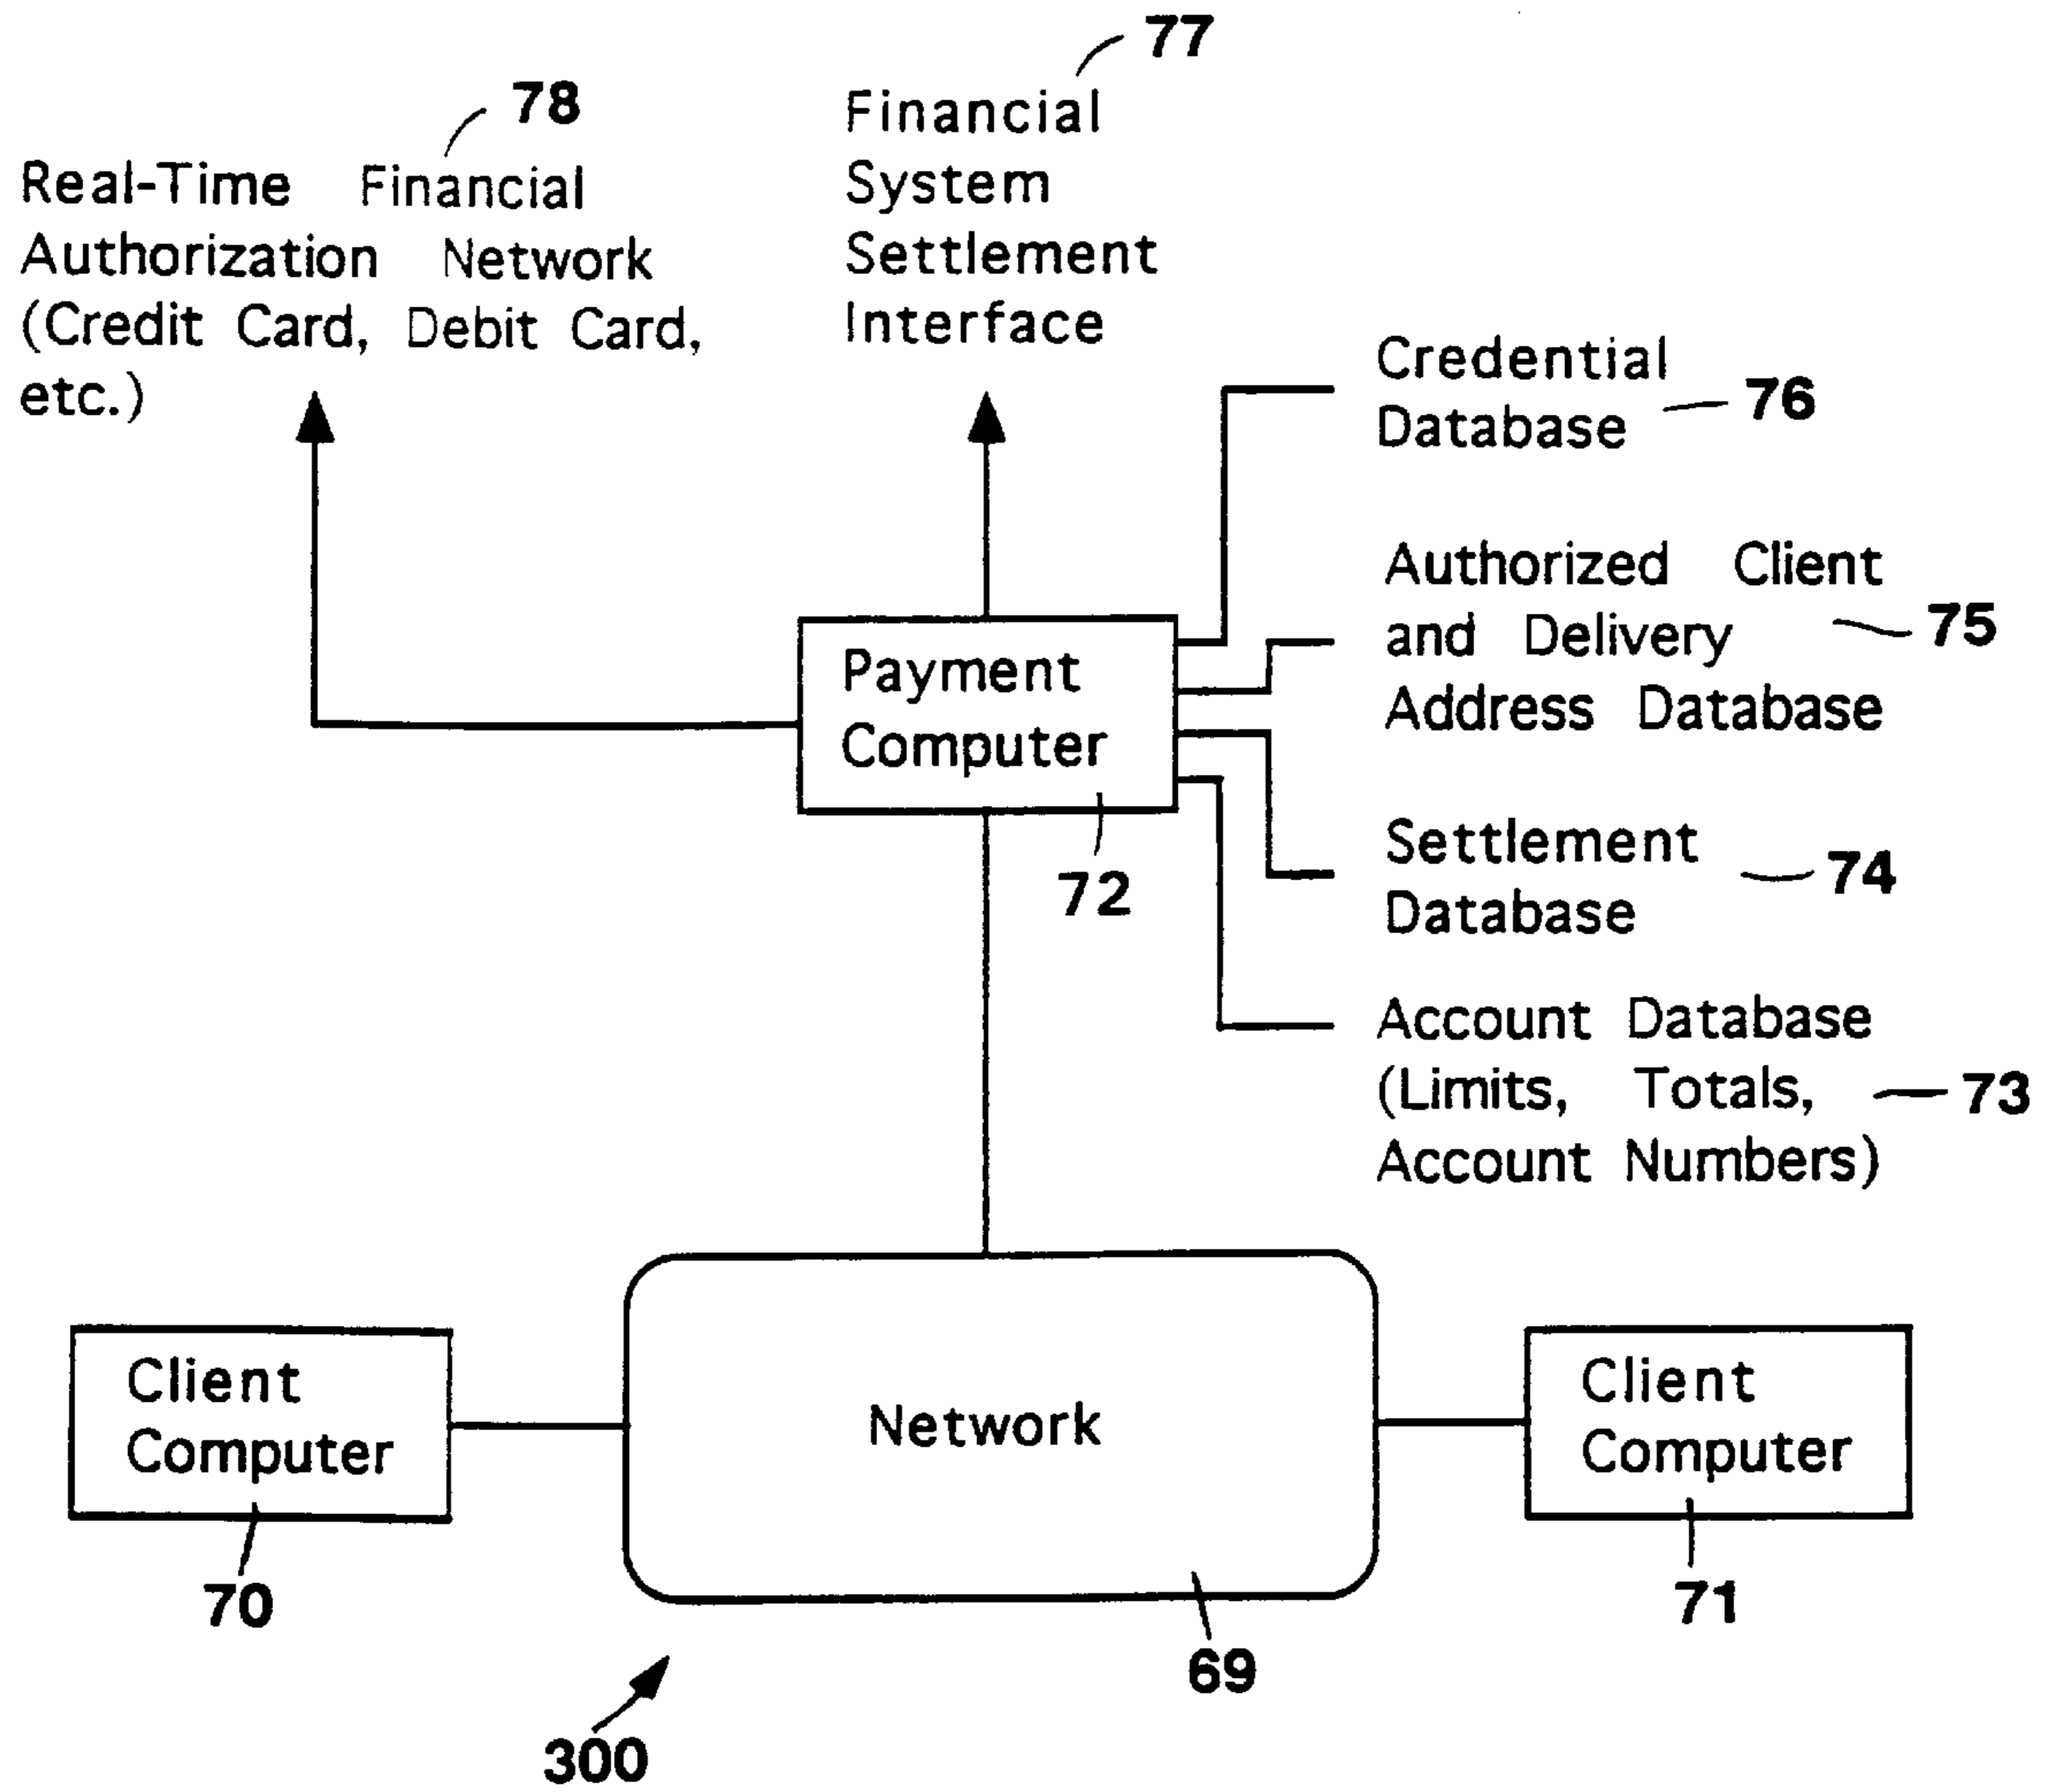 77
78
Financial
System
Settlement
Interface
Real-Time Financial
Authorization Network
(Credit Card, Debit Card,
etc.)
Credential
Database
76
Authorized Client
and Delivery
Address Database
75
Payment
Computer
72
Settlement
Database
74
Account Database
(Limits, Totals,
Account Numbers)
73
Client
Computer
70
Network
69
Client
Computer
71
300